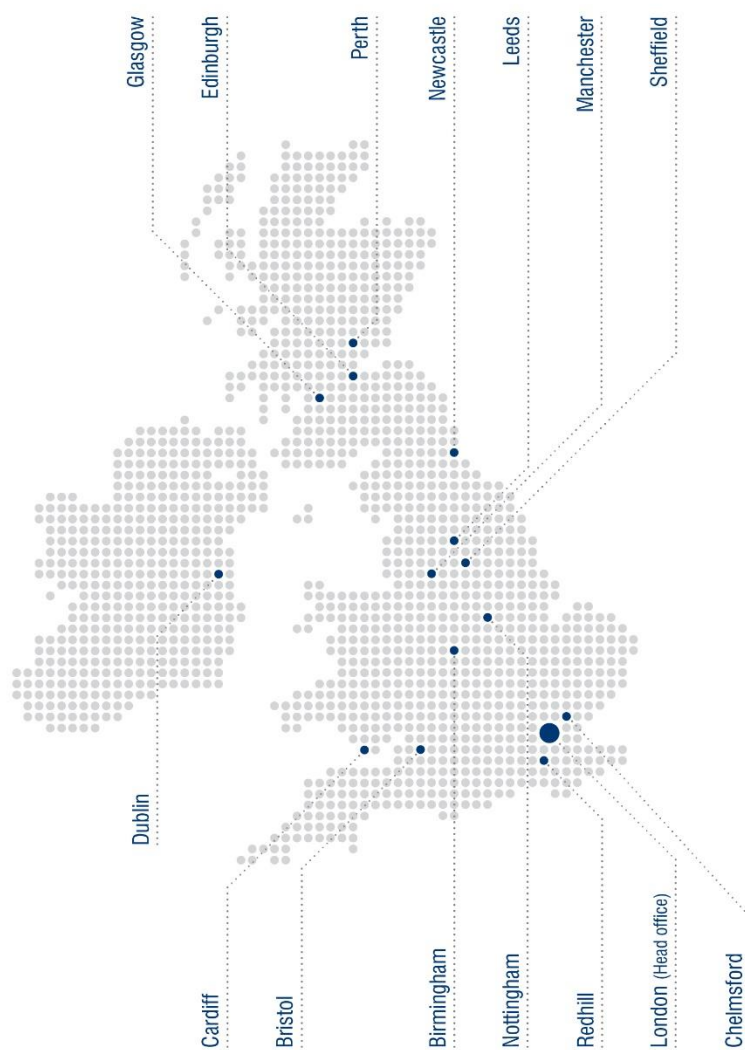 Glasgow
Edinburgh
Perth
Newcastle
Leeds
Manchester
Sheffield
Dublin
Cardiff
Bristol
Birmingham
Nottingham
Redhill
London (Head office)
Chelmsford